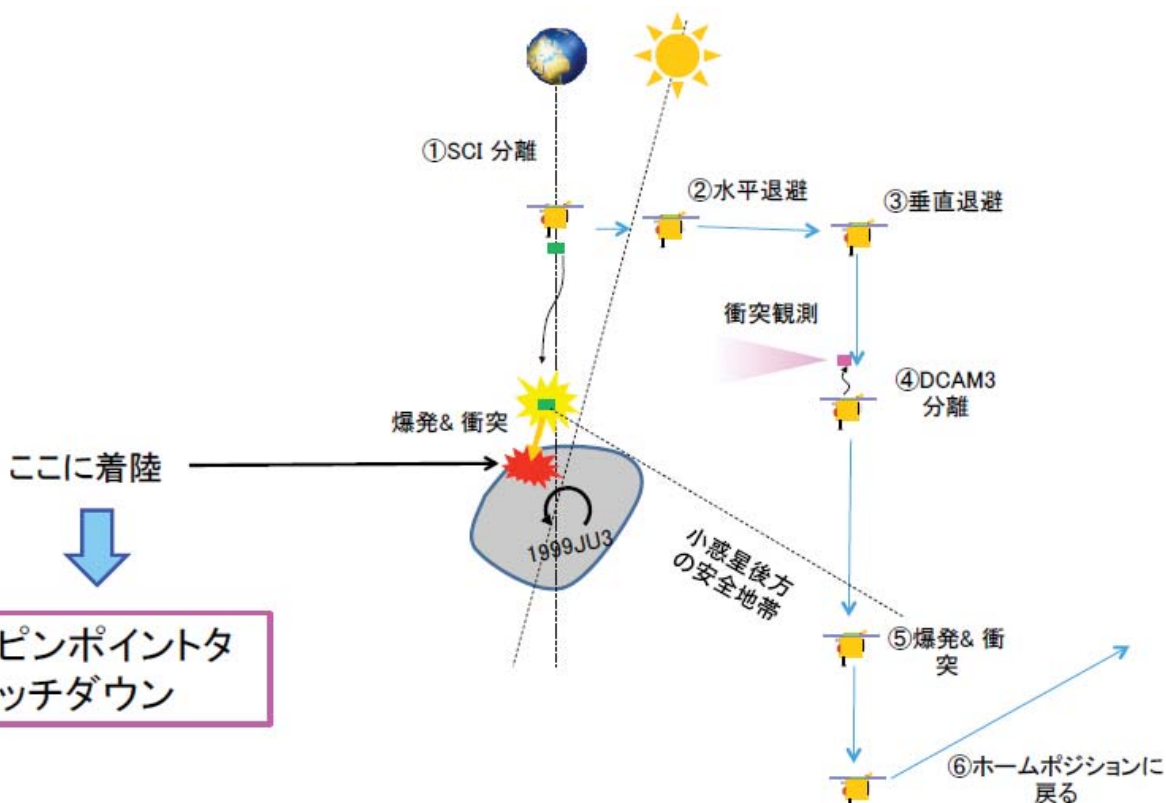 ①SCI 分離
②水平退避
③垂直退避
衝突観測
④DCAM3
分離
爆発& 衝突
ここに着陸
1999JU3
小惑星後方
の安全地帯
⑤爆発& 衝
突
ピンポイントタ
ッチダウン
⑥ホームポジションに
戻る